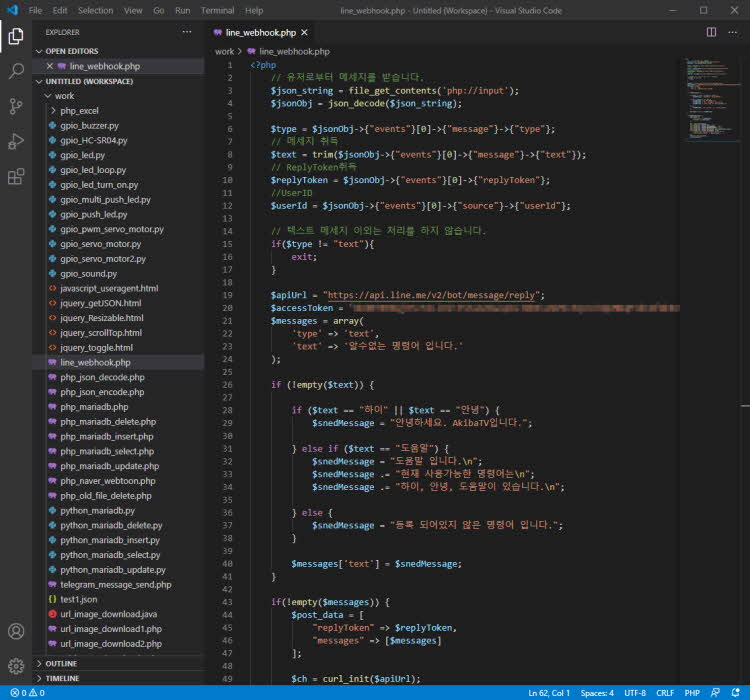 File Edit Selection View Go Run Terminal Help line_webhook.php - Untitled (Workspace) - Visual Studio Code
EXPLORER
OPEN EDITORS
line_webhook.php
UNTITLED (WORKSPACE)
work
php_excel
gpio_buzzer.py
gpio_HC-SR04.py
gpio_led.py
gpio_led_loop.py
gpio_led_turn_on.py
gpio_multi_push_led.py
gpio_push_led.py
gpio_pwm_servo_motor.py
gpio_servo_motor.py
gpio_servo_motor2.py
gpio_sound.py
javascript_useragent.html
jquery_getJSON.html
jquery_Resizable.html
jquery_scrollTop.html
jquery_toggle.html
line_webhook.php
php_json_decode.php
php_json_encode.php
php_mariadb.php
php_mariadb_delete.php
php_mariadb_insert.php
php_mariadb_select.php
php_mariadb_update.php
php_naver_webtoon.php
php_old_file_delete.php
python_mariadb.py
python_mariadb_delete.py
python_mariadb_insert.py
python_mariadb_select.py
python_mariadb_update.py
telegram_message_send.php
test1.json
url_image_download.java
url_image_download1.php
url_image_download2.php
OUTLINE
TIMELINE
line_webhook.php
work > line_webhook.php
1 <?php
2 // 유저로부터 메세지를 받습니다.
3 $json_string = file_get_contents('php://input');
4 $jsonObj = json_decode($json_string);
5
6 $type = $jsonObj->{"events"}[0]->{"message"}->{"type"};
7 // 메세지 취득
8 $text = trim($jsonObj->{"events"}[0]->{"message"}->{"text"});
9 // ReplyToken취득
10 $replyToken = $jsonObj->{"events"}[0]->{"replyToken"};
11 //UserID
12 $userId = $jsonObj->{"events"}[0]->{"source"}->{"userId"};
13
14 // 텍스트 메세지 이외는 처리를 하지 않습니다.
15 if($type != "text"){
16 exit;
17 }
18
19 $apiUrl = "https://api.line.me/v2/bot/message/reply";
20 $accessToken = '
21 $messages = array(
22 'type' => 'text',
23 'text' => '알수없는 명령어 입니다.'
24 );
25
26 if (!empty($text)) {
27
28 if ($text == "하이" || $text == "안녕") {
29 $snedMessage = "안녕하세요. AkibaTV입니다.";
30
31 } else if ($text == "도움말") {
32 $snedMessage = "도움말 입니다.\n";
33 $snedMessage .= "현재 사용가능한 명령어는\n";
34 $snedMessage .= "하이, 안녕, 도움말이 있습니다.\n";
35
36 } else {
37 $snedMessage = "등록 되어있지 않은 명령어 입니다.";
38 }
39
40 $messages['text'] = $snedMessage;
41 }
42
43 if(!empty($messages)) {
44 $post_data = [
45 "replyToken" => $replyToken,
46 "messages" => [$messages]
47 ];
48
49 $ch = curl_init($apiUrl);
0 0 Ln 62, Col 1 Spaces: 4 UTF-8 CRLF PHP